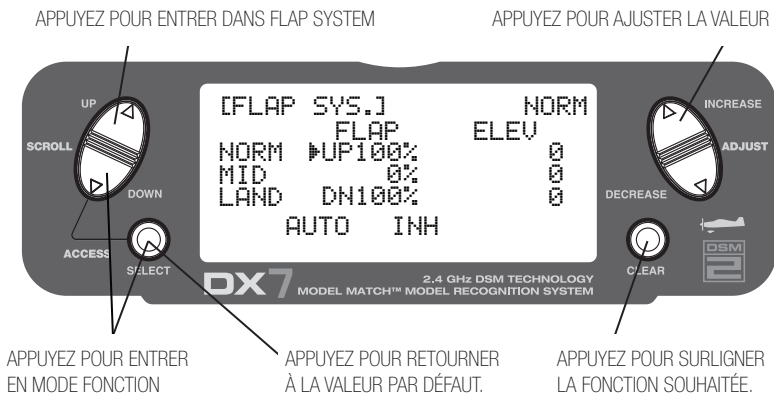 APPUYEZ POUR ENTRER DANS FLAP SYSTEM
APPUYEZ POUR AJUSTER LA VALEUR
UP
SCROLL
DOWN
ACCESS
SELECT
[FLAP SYS.] NORM
FLAP ELEV
NORM UP100% 0
MID 0% 0
LAND DN100% 0
AUTO INH
INCREASE
ADJUST
DECREASE
CLEAR
DSM
2
DX7
2.4 GHz DSM TECHNOLOGY
MODEL MATCH™ MODEL RECOGNITION SYSTEM
APPUYEZ POUR ENTRER
EN MODE FONCTION
APPUYEZ POUR RETOURNER
À LA VALEUR PAR DÉFAUT.
APPUYEZ POUR SURLIGNER
LA FONCTION SOUHAITÉE.